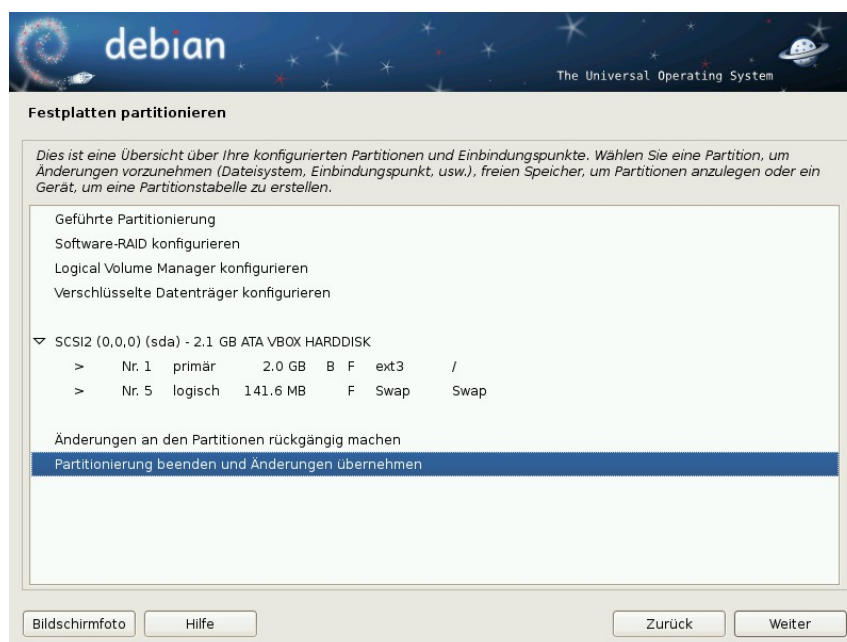 debian
The Universal Operating System
Festplatten partitionieren
Dies ist eine Übersicht über Ihre konfigurierten Partitionen und Einbindungspunkte. Wählen Sie eine Partition, um
Änderungen vorzunehmen (Dateisystem, Einbindungspunkt, usw.), freien Speicher, um Partitionen anzulegen oder ein
Gerät, um eine Partitionstabelle zu erstellen.
Geführte Partitionierung
Software-RAID konfigurieren
Logical Volume Manager konfigurieren
Verschlüsselte Datenträger konfigurieren
SCSI2 (0,0,0) (sda) - 2.1 GB ATA VBOX HARDDISK
> Nr. 1 primär 2.0 GB B F ext3 /
> Nr. 5 logisch 141.6 MB F Swap Swap
Änderungen an den Partitionen rückgängig machen
Partitionierung beenden und Änderungen übernehmen
Bildschirmfoto Hilfe Zurück Weiter